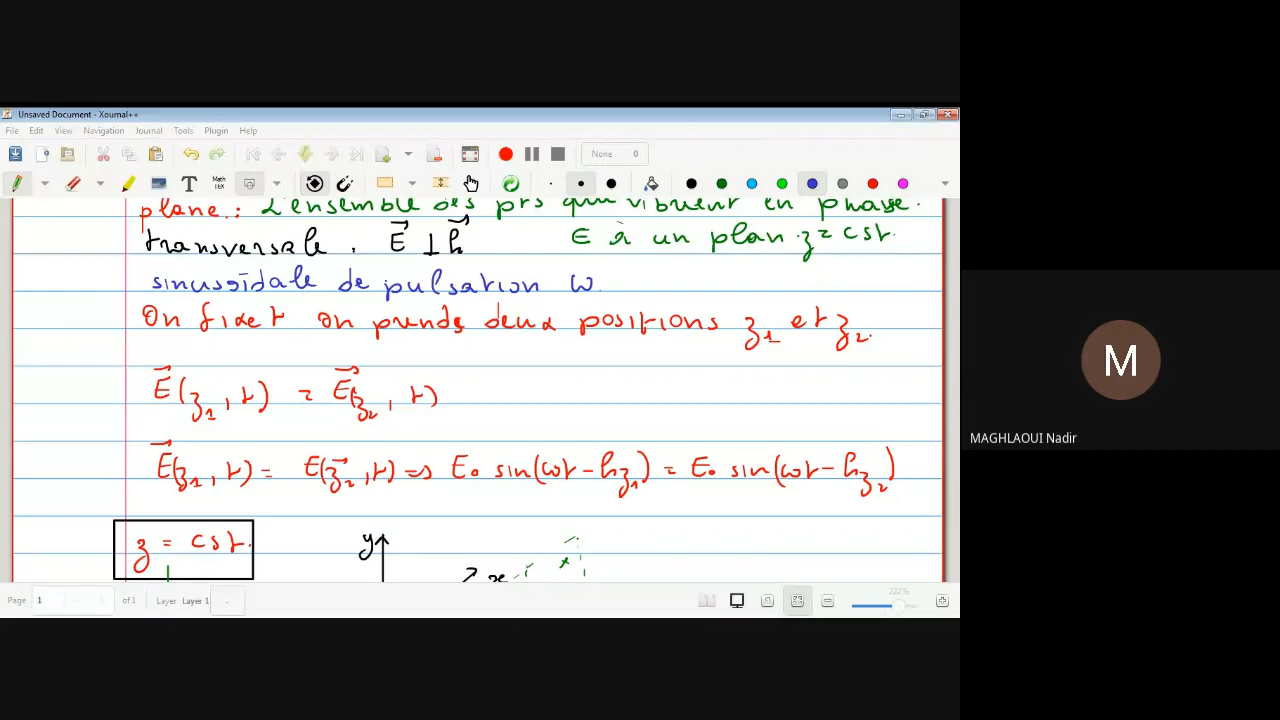 Unsaved Document - Xournal++
File Edit View Navigation Journal Tools Plugin Help
None 0
plane : L'ensemble des pts qui vibrent en phase.
transversale . E⃗ ⊥ k⃗ ∈ à un plan z = cst.
sinusoïdale de pulsation ω.
On fixe t on prends deux positions z₁ et z₂.
E⃗(z₁, t) = E⃗(z₂, t)
E⃗(z₁, t) = E⃗(z₂, t) ⇒ E₀ sin(ωt - kz₁) = E₀ sin(ωt - kz₂)
z = cst.
y
x
Page 1 of 1 Layer Layer 1
222%
M
MAGHLAOUI Nadir